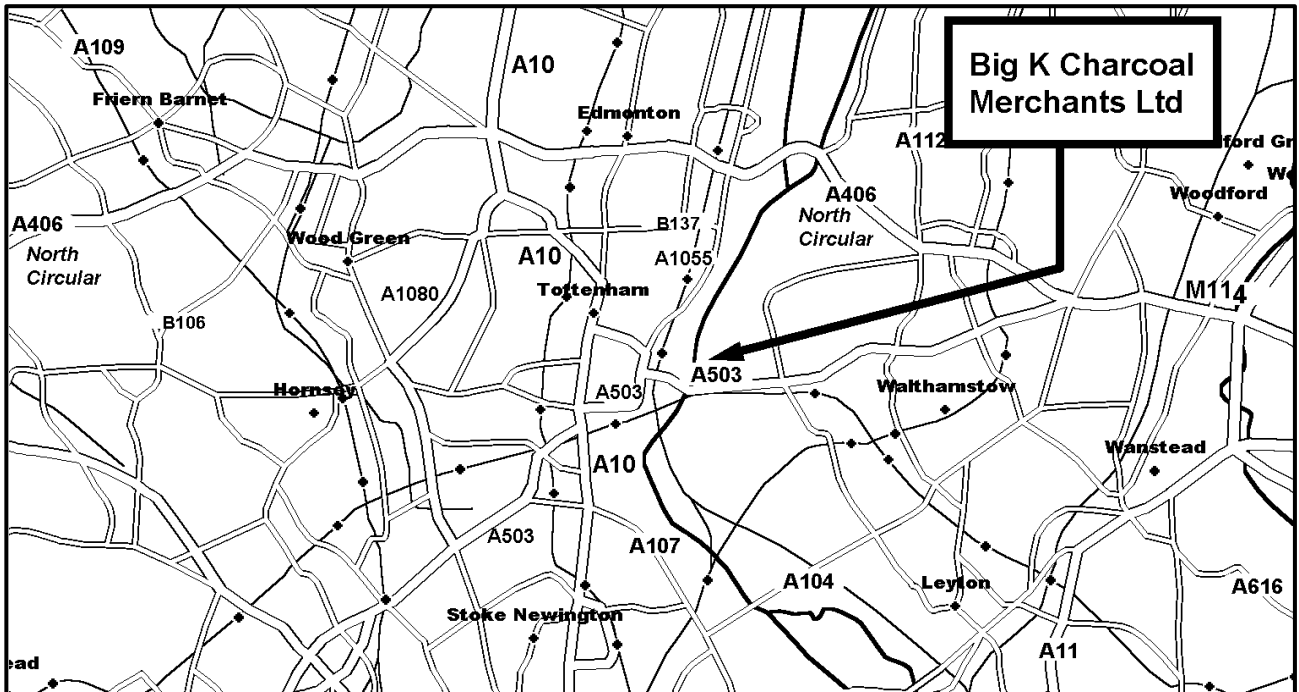 A109
A10
Big K Charcoal
Merchants Ltd
Friern Barnet
Edmonton
A112
A406
North
Circular
Woodford
A406
North
Circular
Wood Green
B137
A10
A1055
A1080
Tottenham
M11
4
B106
A503
Hornsey
A503
Walthamstow
Wanstead
A10
A503
A107
A104
Leyton
A616
Stoke Newington
A11
ead